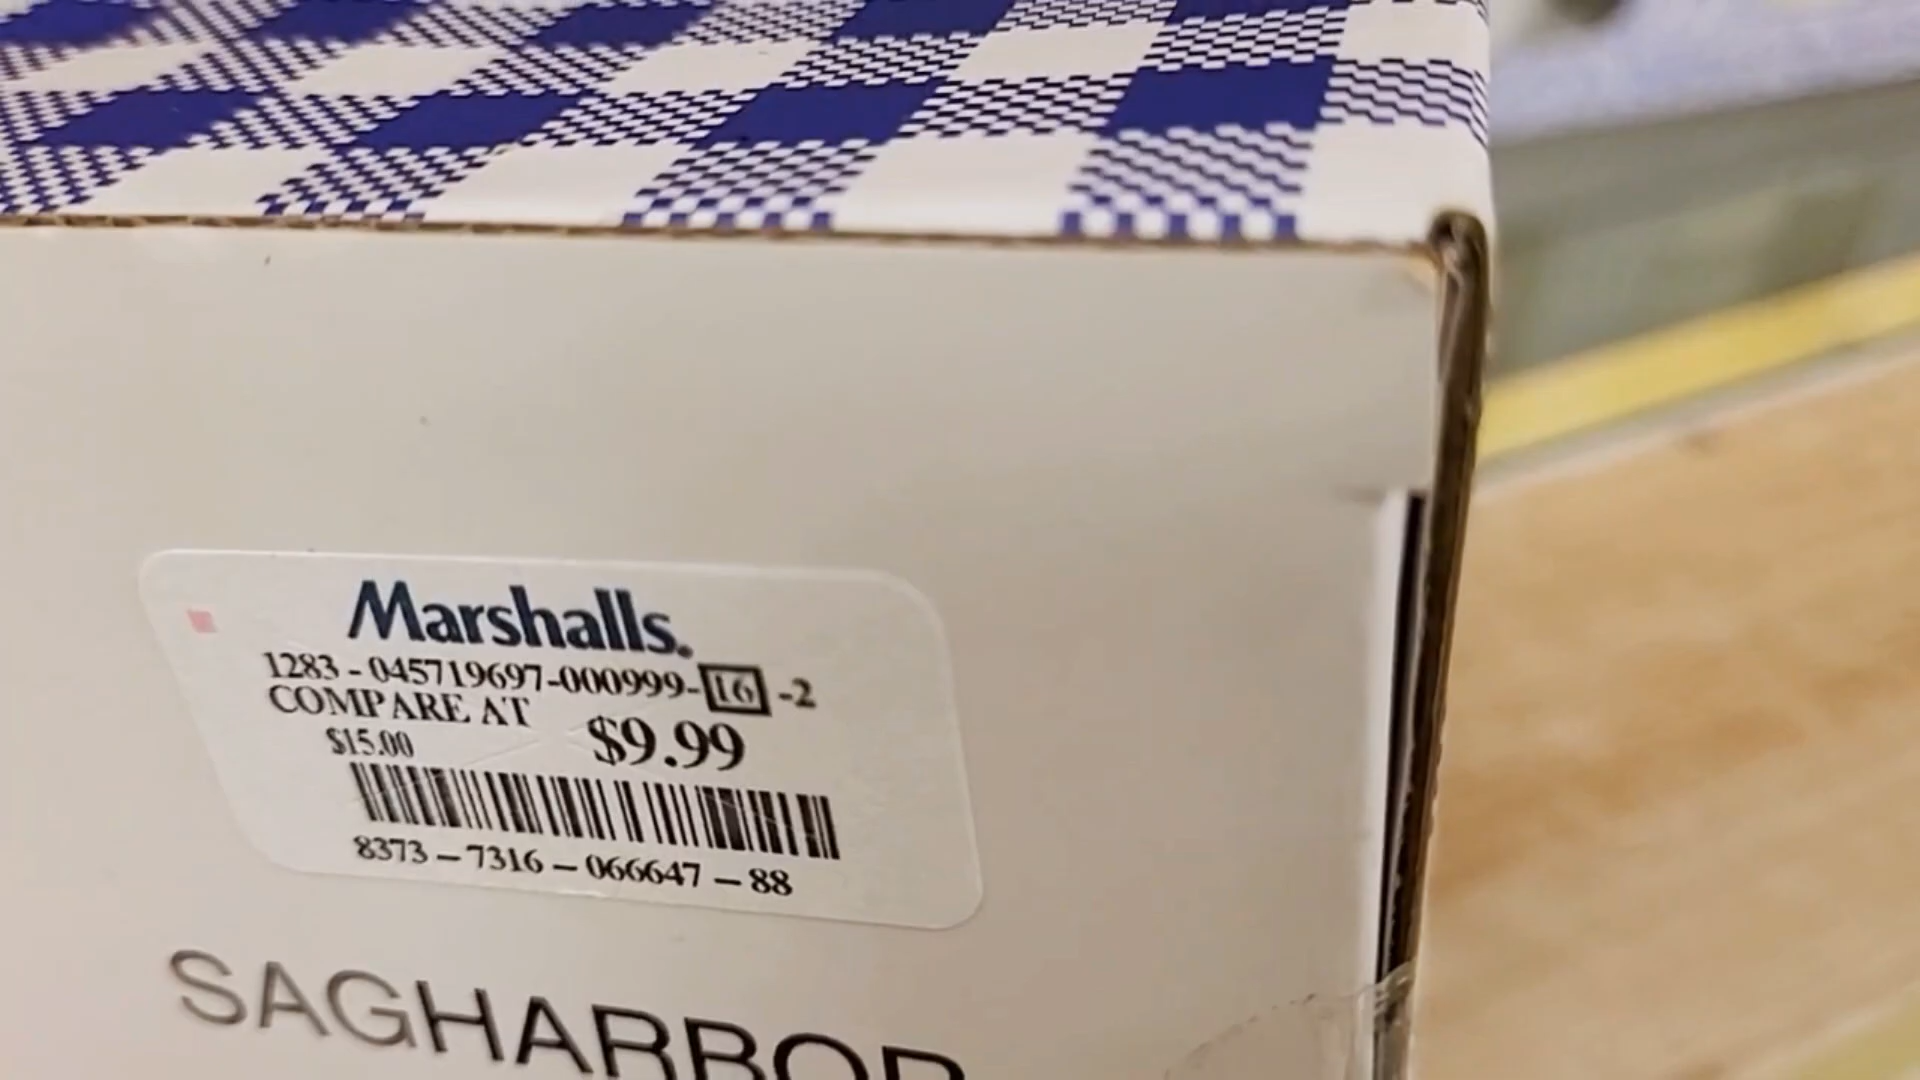 Marshalls.
1283 - 045719697-000999-16 -2
COMPARE AT
$15.00 $9.99
8373 – 7316 – 066647 – 88
SAGHARBOR